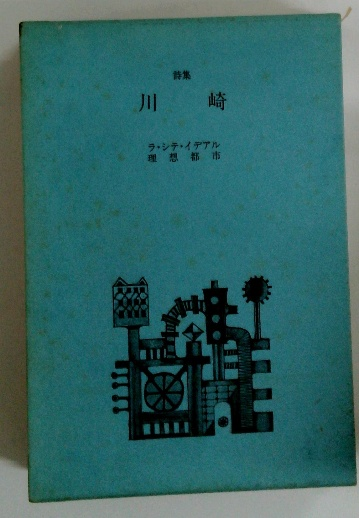 詩集
川崎
ラ・シテ・イデアル
理想都市